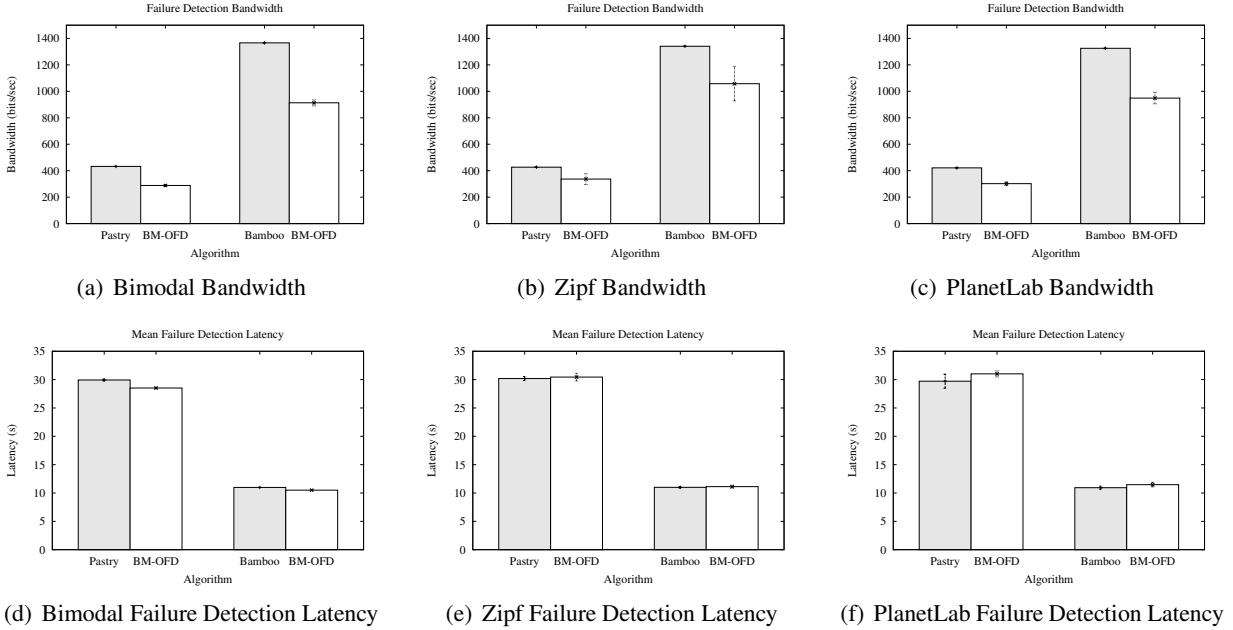 Failure Detection Bandwidth
1400
1200
1000
800
600
400
200
0
Bandwidth (bits/sec)
Pastry BM-OFD Bamboo BM-OFD
Algorithm
(a) Bimodal Bandwidth
Failure Detection Bandwidth
1400
1200
1000
800
600
400
200
0
Bandwidth (bits/sec)
Pastry BM-OFD Bamboo BM-OFD
Algorithm
(b) Zipf Bandwidth
Failure Detection Bandwidth
1400
1200
1000
800
600
400
200
0
Bandwidth (bits/sec)
Pastry BM-OFD Bamboo BM-OFD
Algorithm
(c) PlanetLab Bandwidth
Mean Failure Detection Latency
35
30
25
20
15
10
5
0
Latency (s)
Pastry BM-OFD Bamboo BM-OFD
Algorithm
(d) Bimodal Failure Detection Latency
Mean Failure Detection Latency
35
30
25
20
15
10
5
0
Latency (s)
Pastry BM-OFD Bamboo BM-OFD
Algorithm
(e) Zipf Failure Detection Latency
Mean Failure Detection Latency
35
30
25
20
15
10
5
0
Latency (s)
Pastry BM-OFD Bamboo BM-OFD
Algorithm
(f) PlanetLab Failure Detection Latency